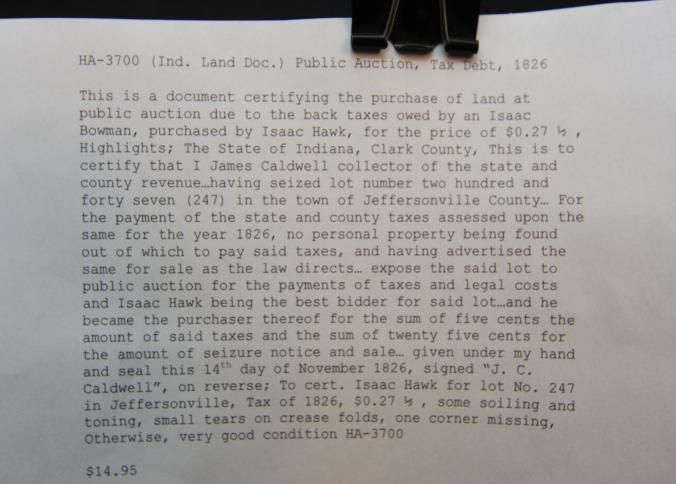 HA-3700 (Ind. Land Doc.) Public Auction, Tax Debt, 1826
This is a document certifying the purchase of land at
public auction due to the back taxes owed by an Isaac
Bowman, purchased by Isaac Hawk, for the price of $0.27 ½ ,
Highlights; The State of Indiana, Clark County, This is to
certify that I James Caldwell collector of the state and
county revenue…having seized lot number two hundred and
forty seven (247) in the town of Jeffersonville County… For
the payment of the state and county taxes assessed upon the
same for the year 1826, no personal property being found
out of which to pay said taxes, and having advertised the
same for sale as the law directs… expose the said lot to
public auction for the payments of taxes and legal costs
and Isaac Hawk being the best bidder for said lot…and he
became the purchaser thereof for the sum of five cents the
amount of said taxes and the sum of twenty five cents for
the amount of seizure notice and sale… given under my hand
and seal this 14th day of November 1826, signed “J. C.
Caldwell”, on reverse; To cert. Isaac Hawk for lot No. 247
in Jeffersonville, Tax of 1826, $0.27 ½ , some soiling and
toning, small tears on crease folds, one corner missing,
Otherwise, very good condition HA-3700
$14.95